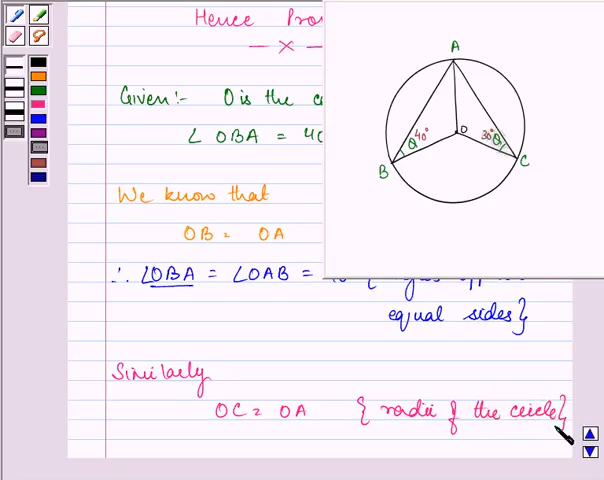 Hence Pro
— x —
Given:- O is the c
∠ OBA = 40
We know that
OB = OA
∴ ∠OBA = ∠OAB =
equal sides}
Similarly
OC = OA { radii of the circle}
A
O
40°
30°
B
C